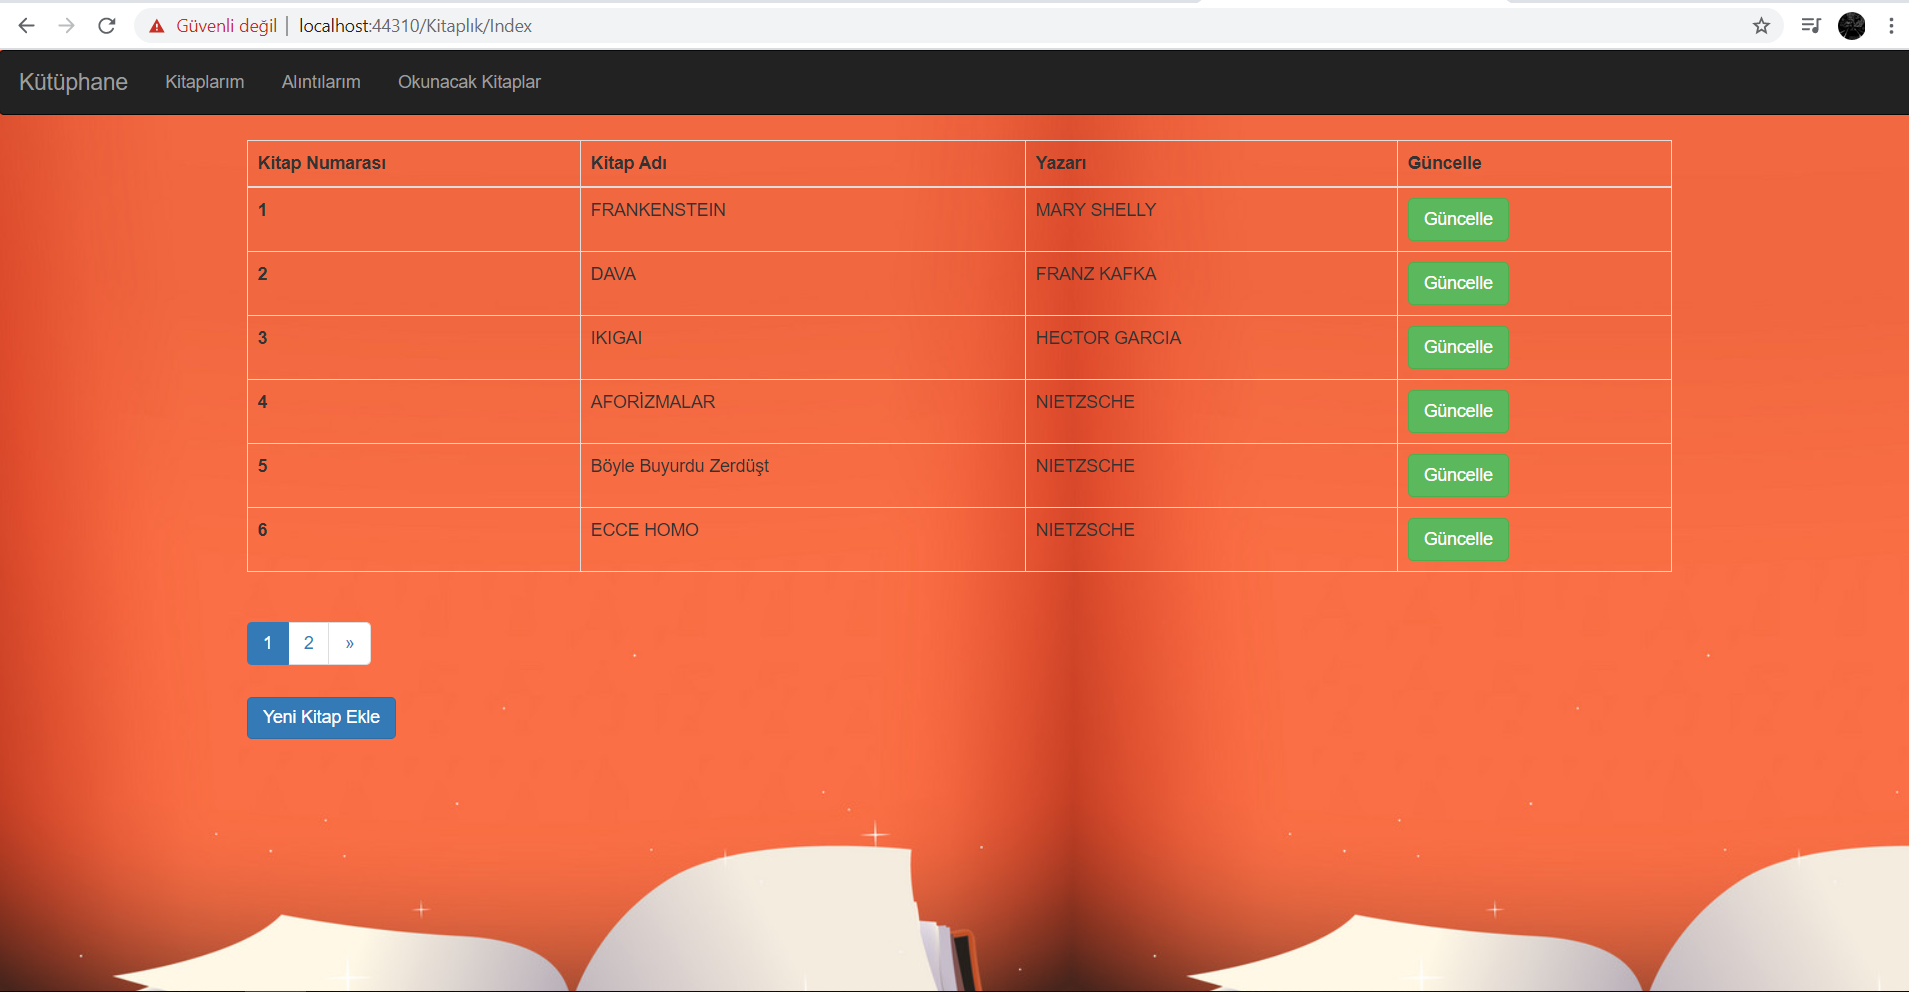 Güvenli değil | localhost:44310/Kitaplık/Index
Kütüphane Kitaplarım Alıntılarım Okunacak Kitaplar
Kitap Numarası Kitap Adı Yazarı Güncelle
1 FRANKENSTEIN MARY SHELLY Güncelle
2 DAVA FRANZ KAFKA Güncelle
3 IKIGAI HECTOR GARCIA Güncelle
4 AFORİZMALAR NIETZSCHE Güncelle
5 Böyle Buyurdu Zerdüşt NIETZSCHE Güncelle
6 ECCE HOMO NIETZSCHE Güncelle
1 2 »
Yeni Kitap Ekle